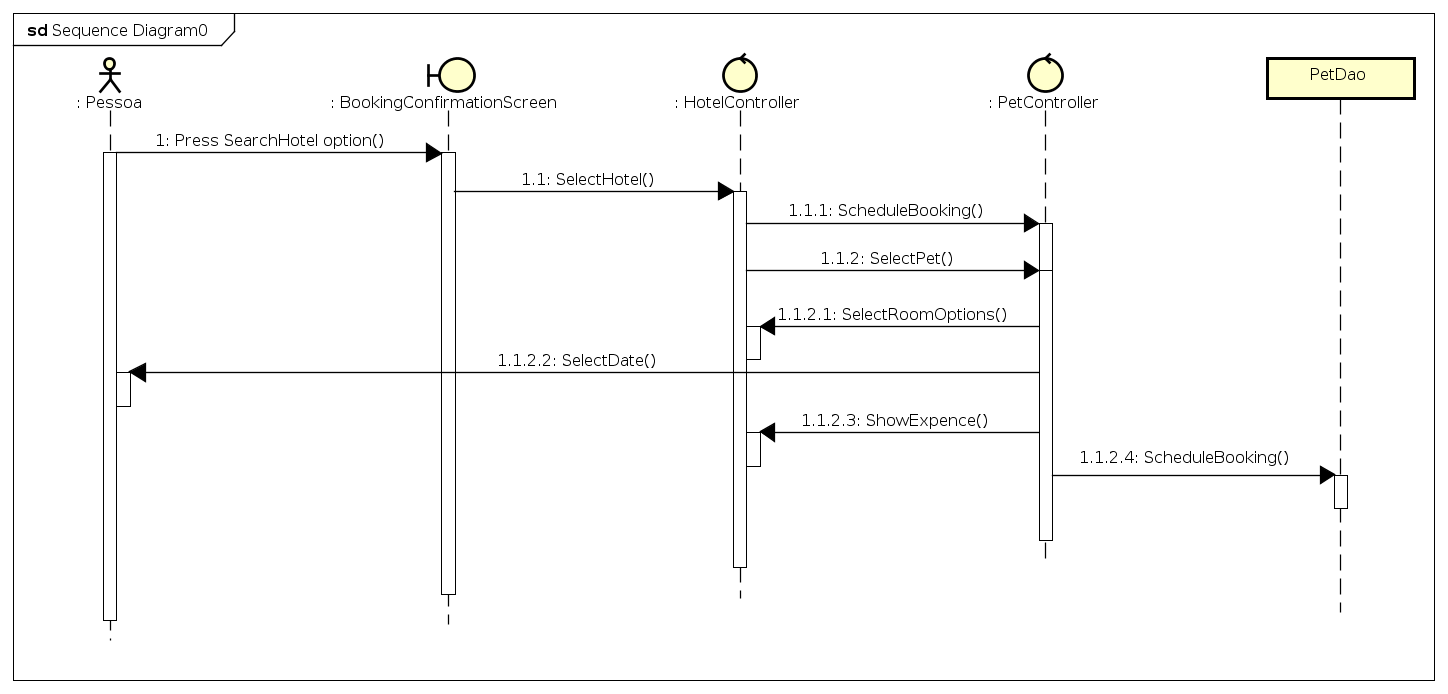 sd Sequence Diagram0
: Pessoa
: BookingConfirmationScreen
: HotelController
: PetController
PetDao
1: Press SearchHotel option()
1.1: SelectHotel()
1.1.1: ScheduleBooking()
1.1.2: SelectPet()
1.1.2.1: SelectRoomOptions()
1.1.2.2: SelectDate()
1.1.2.3: ShowExpence()
1.1.2.4: ScheduleBooking()